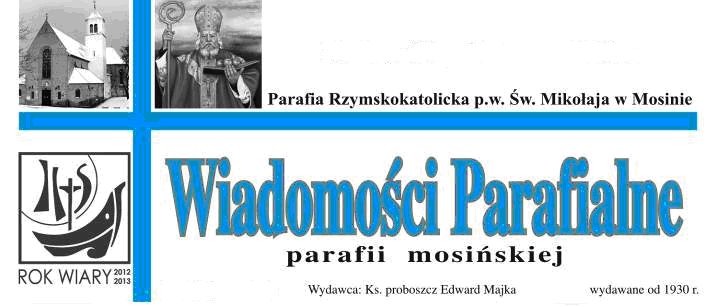 Parafia Rzymskokatolicka p.w. Św. Mikołaja w Mosinie
Wiadomości Parafialne
parafii mosińskiej
ROK WIARY 2012 2013
Wydawca: Ks. proboszcz Edward Majka
wydawane od 1930 r.